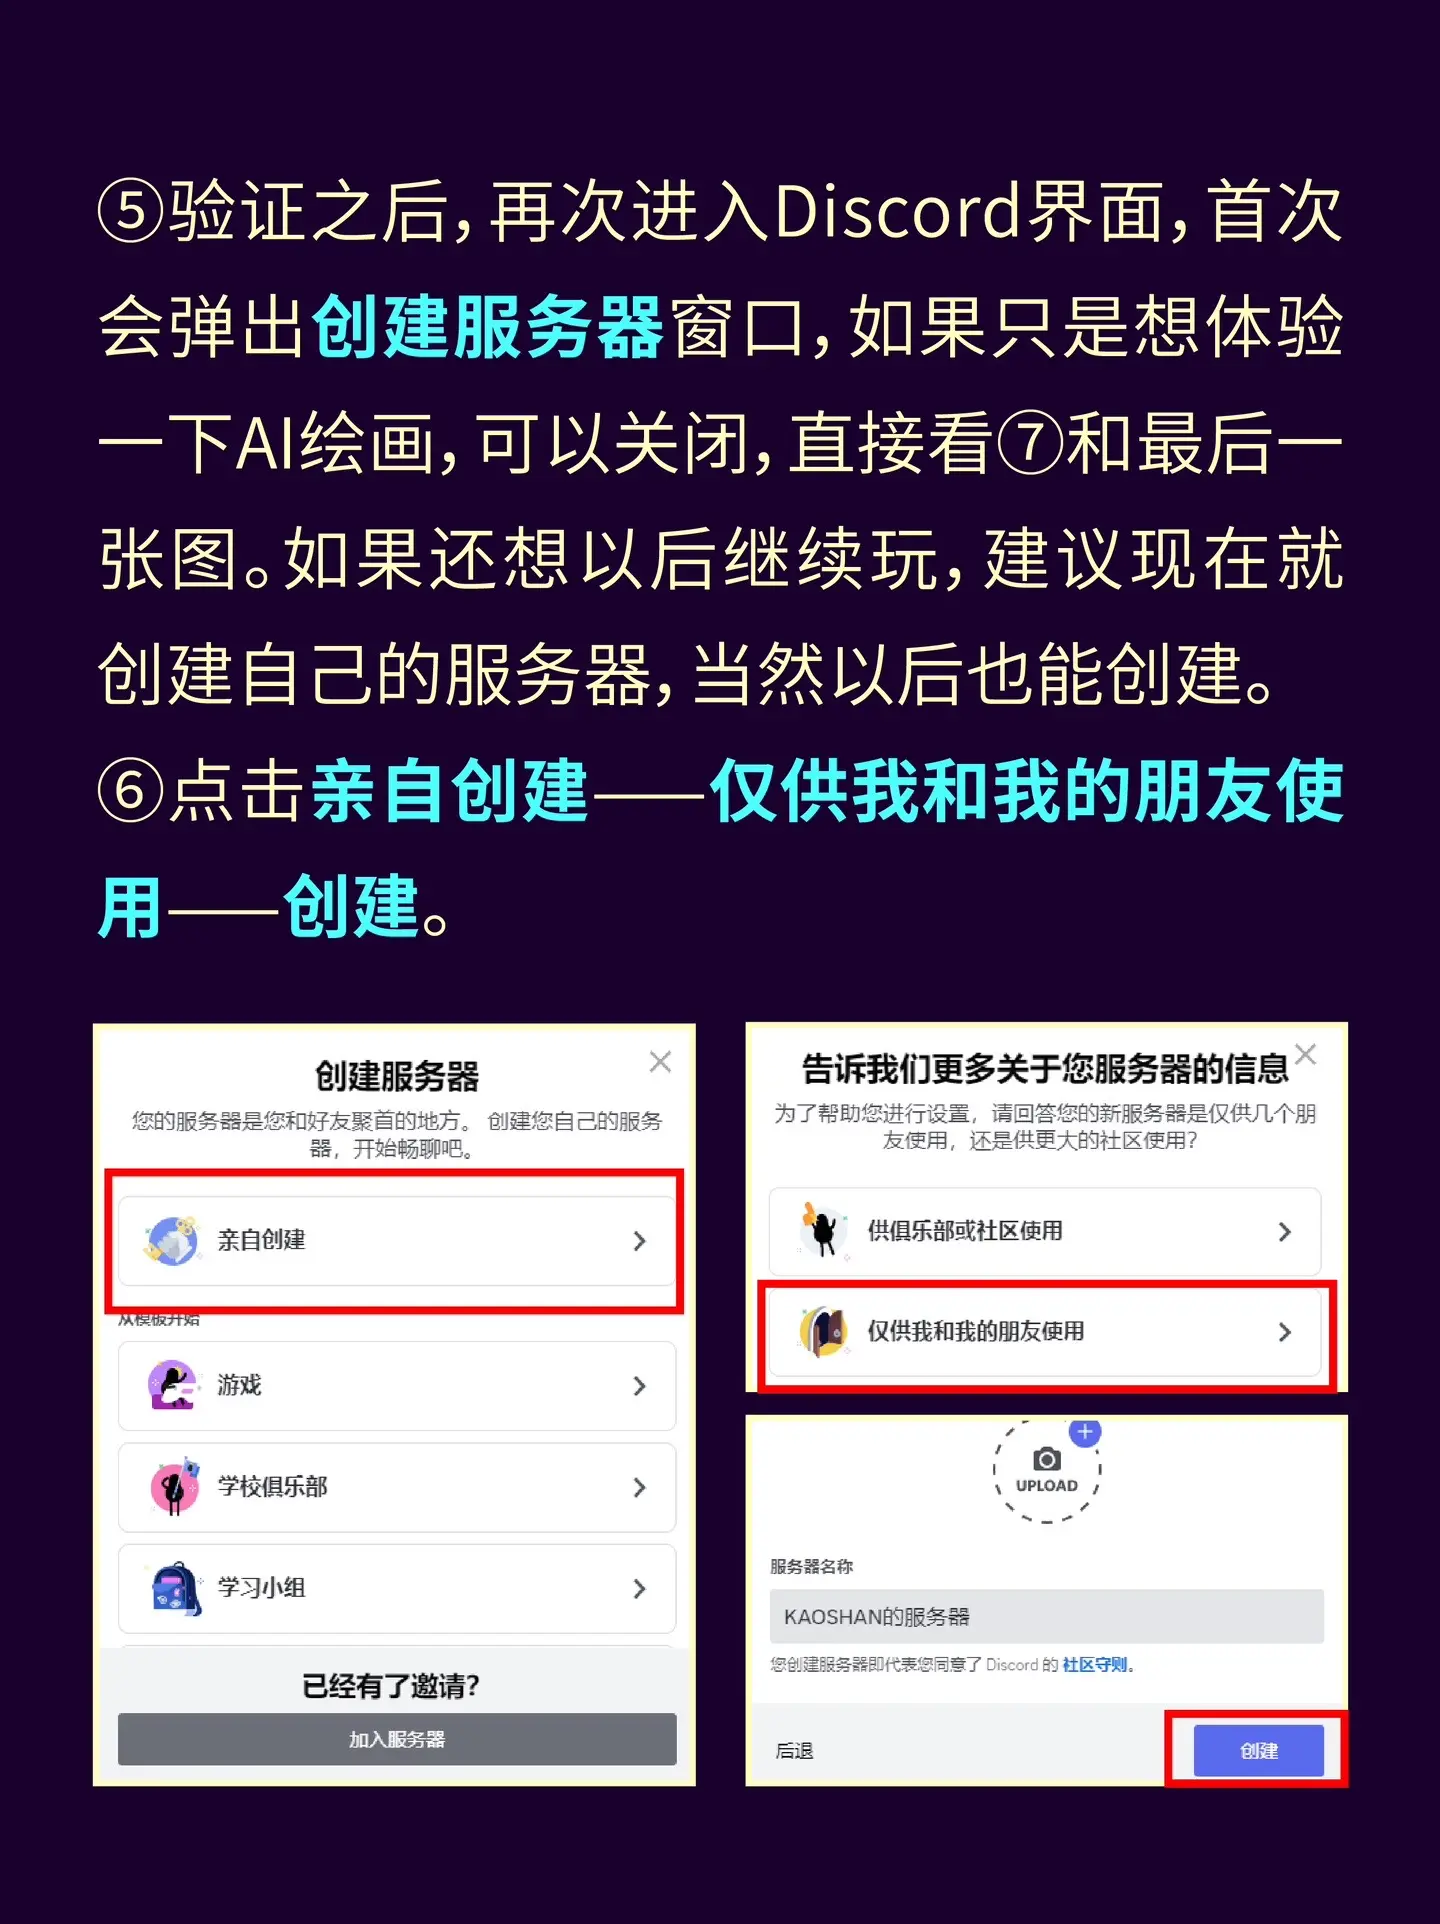 ⑤验证之后，再次进入Discord界面，首次
会弹出创建服务器窗口，如果只是想体验
一下AI绘画，可以关闭，直接看⑦和最后一
张图。如果还想以后继续玩，建议现在就
创建自己的服务器，当然以后也能创建。
⑥点击亲自创建——仅供我和我的朋友使
用——创建。
创建服务器
您的服务器是您和好友聚首的地方。 创建您自己的服务
器，开始畅聊吧。
亲自创建
从模板开始
游戏
学校俱乐部
学习小组
已经有了邀请？
加入服务器
告诉我们更多关于您服务器的信息
为了帮助您进行设置，请回答您的新服务器是仅供几个朋
友使用，还是供更大的社区使用？
供俱乐部或社区使用
仅供我和我的朋友使用
UPLOAD
服务器名称
KAOSHAN的服务器
您创建服务器即代表您同意了 Discord 的 社区守则。
后退
创建